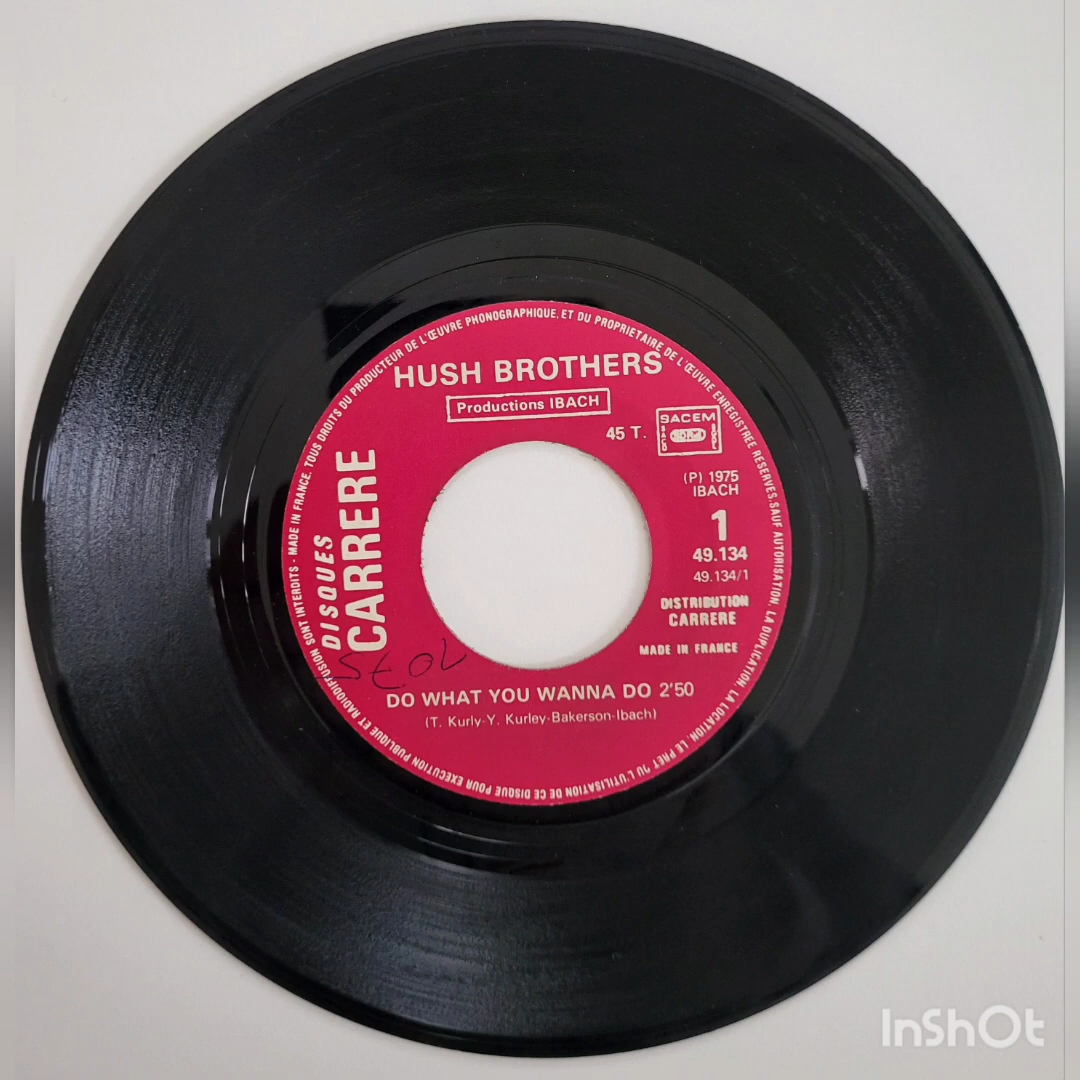 HUSH BROTHERS
Productions IBACH
45 T.
SACEM
(P) 1975
IBACH
1
49.134
49.134/1
DISTRIBUTION
CARRERE
MADE IN FRANCE
DISQUES
CARRERE
DO WHAT YOU WANNA DO 2'50
(T. Kurly-Y. Kurley-Bakerson-Ibach)
MADE IN FRANCE. TOUS DROITS DU PRODUCTEUR DE L'ŒUVRE PHONOGRAPHIQUE, ET DU PROPRIETAIRE DE L'ŒUVRE ENREGISTREE RESERVES. SAUF AUTORISATION, LA DUPLICATION, LA LOCATION, LE PRET OU L'UTILISATION DE CE DISQUE POUR EXECUTION PUBLIQUE ET RADIODIFFUSION SONT INTERDITS -
InShOt